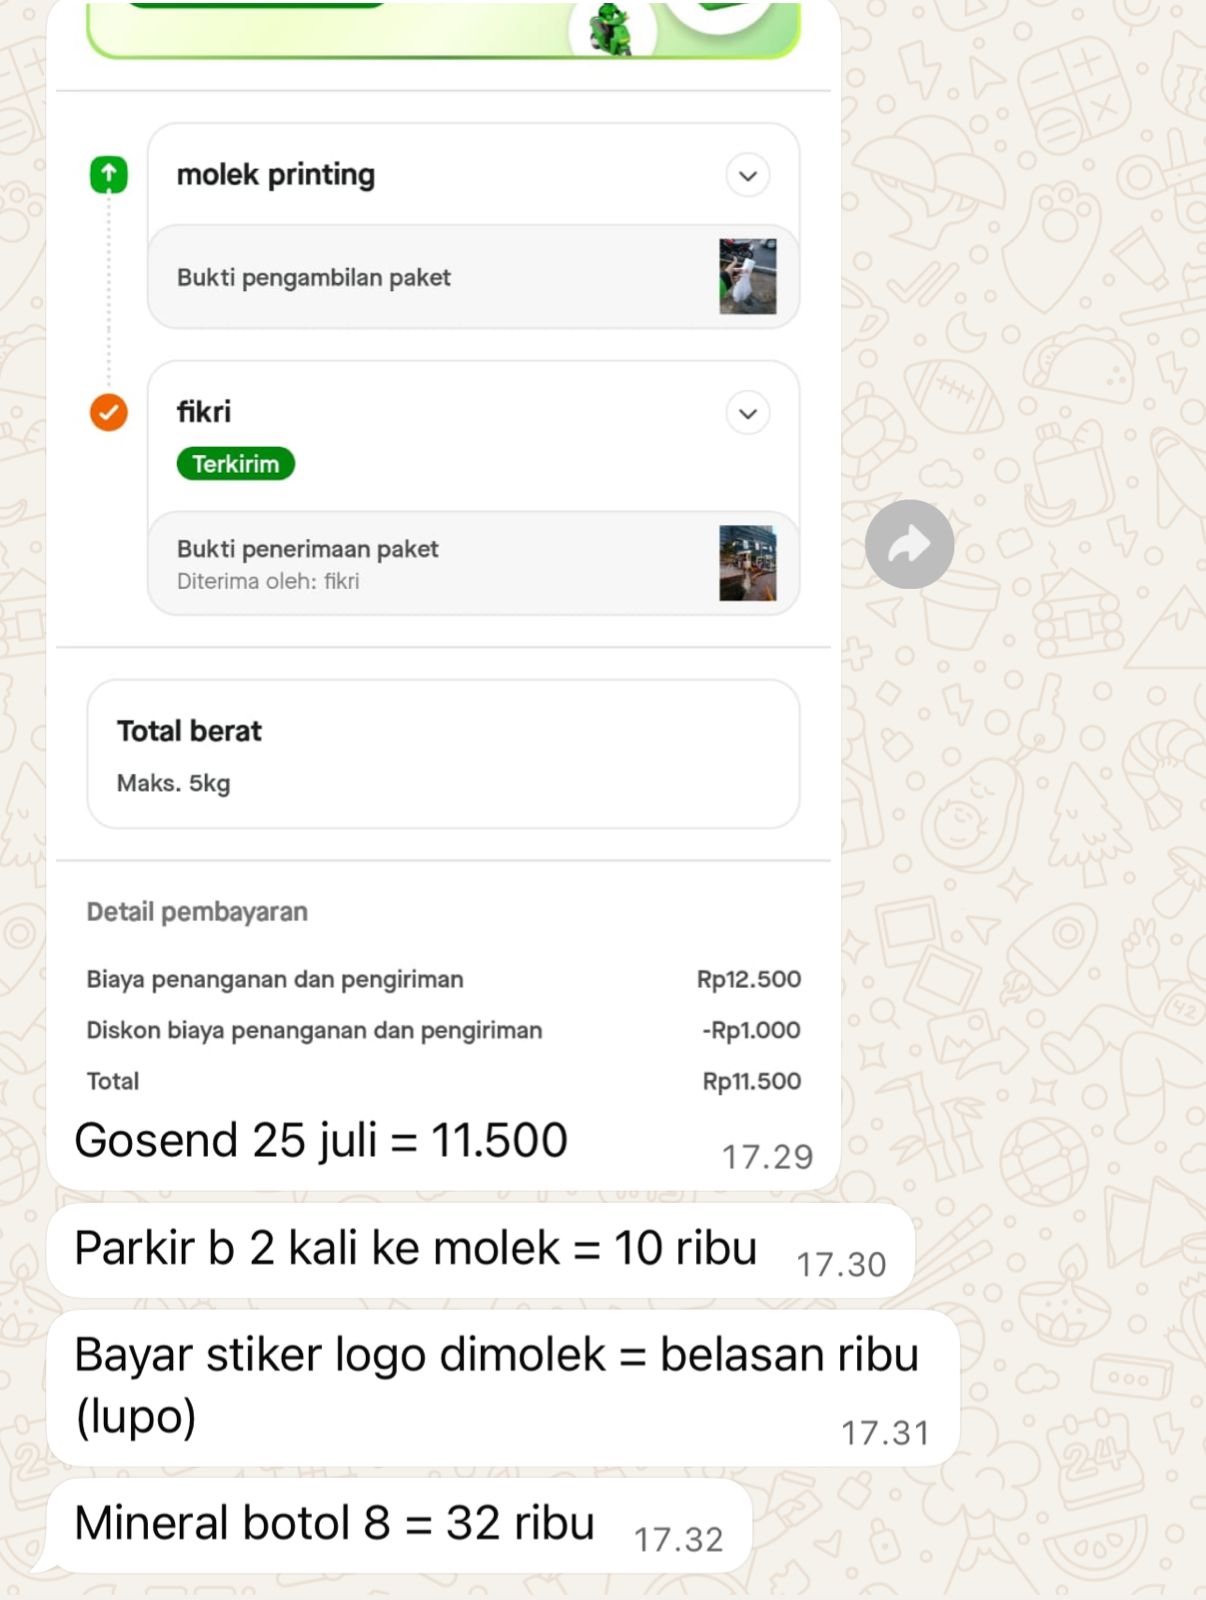 molek printing
Bukti pengambilan paket
fikri
Terkirim
Bukti penerimaan paket
Diterima oleh: fikri
Total berat
Maks. 5kg
Detail pembayaran
Biaya penanganan dan pengiriman Rp12.500
Diskon biaya penanganan dan pengiriman -Rp1.000
Total Rp11.500
Gosend 25 juli = 11.500 17.29
Parkir b 2 kali ke molek = 10 ribu 17.30
Bayar stiker logo dimolek = belasan ribu
(lupo) 17.31
Mineral botol 8 = 32 ribu 17.32